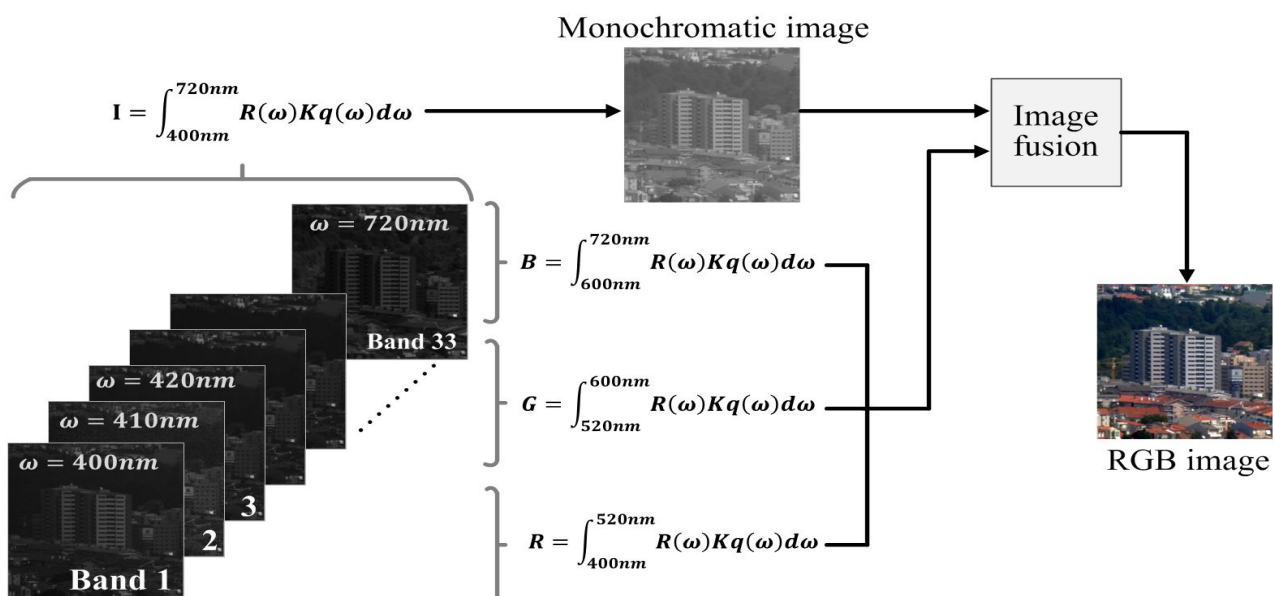 Monochromatic image
I = ∫_{400nm}^{720nm} R(ω)Kq(ω)dω
Image
fusion
ω = 720nm
Band 33
B = ∫_{600nm}^{720nm} R(ω)Kq(ω)dω
ω = 420nm
3
G = ∫_{520nm}^{600nm} R(ω)Kq(ω)dω
ω = 410nm
2
ω = 400nm
Band 1
R = ∫_{400nm}^{520nm} R(ω)Kq(ω)dω
RGB image